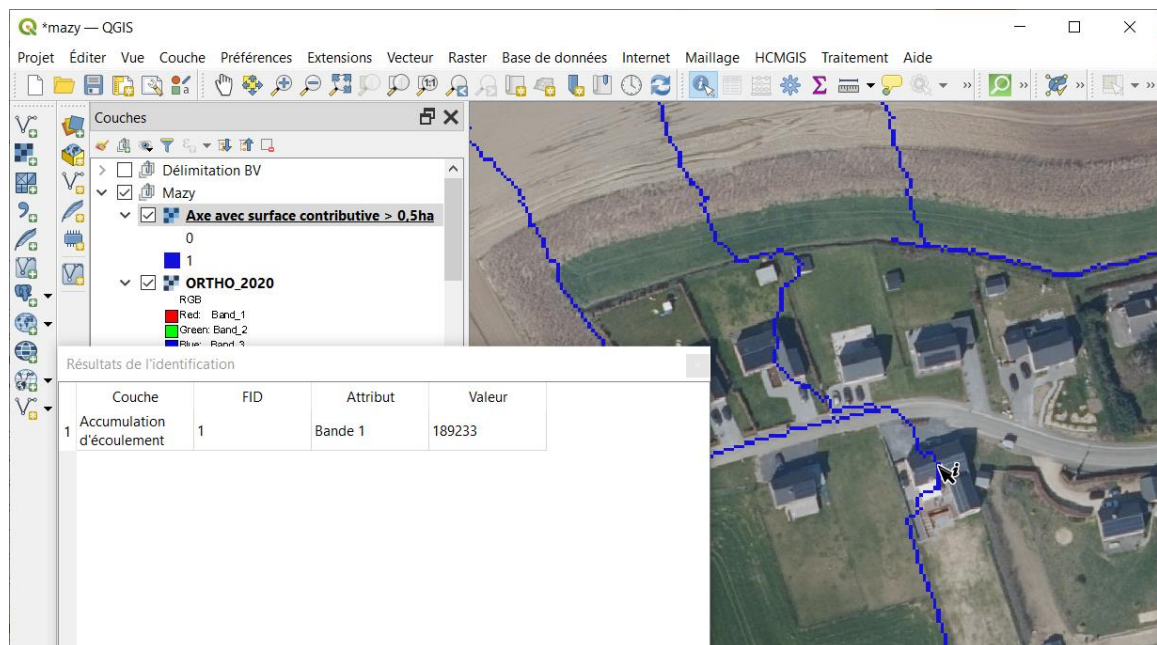 *mazy — QGIS
Projet Éditer Vue Couche Préférences Extensions Vecteur Raster Base de données Internet Maillage HCMGIS Traitement Aide
Couches
Délimitation BV
Mazy
Axe avec surface contributive > 0,5ha
0
1
ORTHO_2020
RGB
Red: Band_1
Green: Band_2
Blue: Band_3
Résultats de l'identification
Couche FID Attribut Valeur
1 Accumulation d'écoulement 1 Bande 1 189233